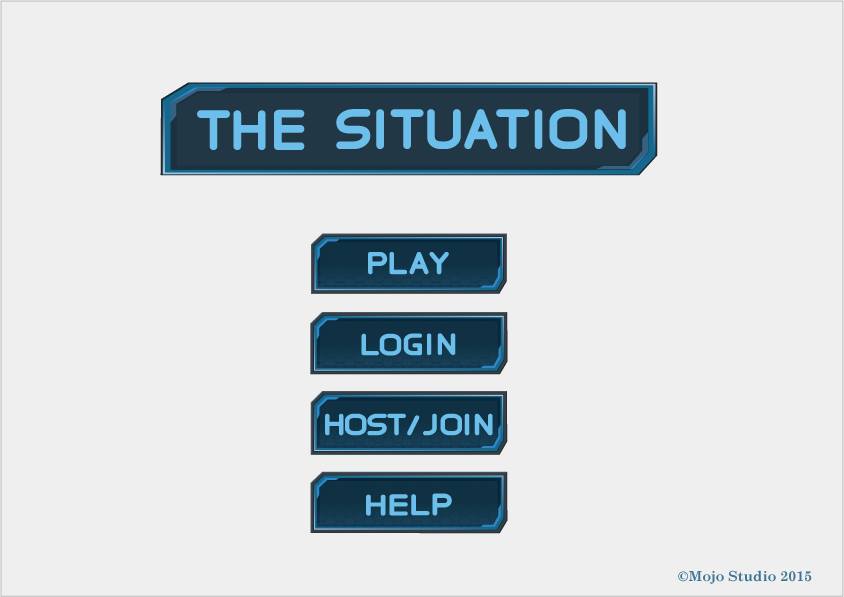 THE SITUATION
PLAY
LOGIN
HOST/JOIN
HELP
©Mojo Studio 2015